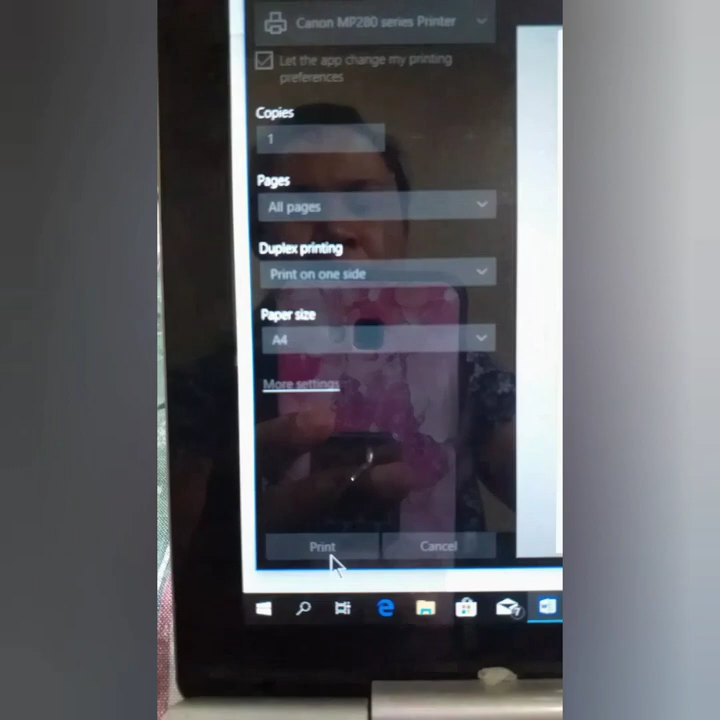 Canon MP280 series Printer
Let the app change my printing
preferences
Copies
1
Pages
All pages
Duplex printing
Print on one side
Paper size
A4
More settings
Print
Cancel